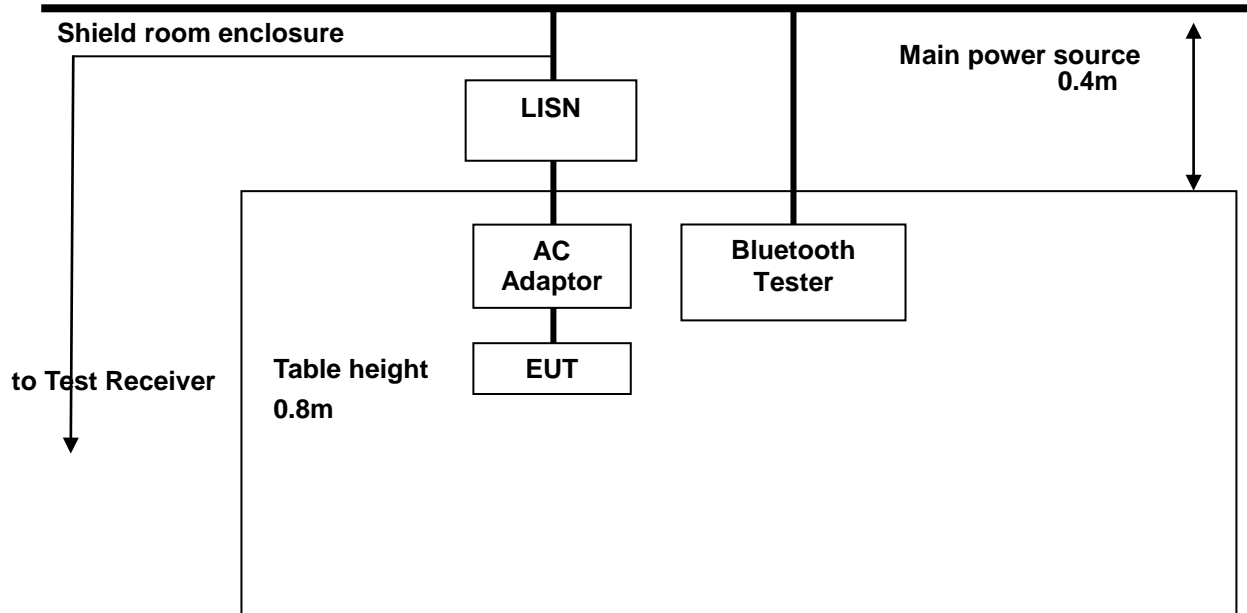 Shield room enclosure
Main power source
0.4m
LISN
AC
Adaptor
Bluetooth
Tester
EUT
Table height
0.8m
to Test Receiver